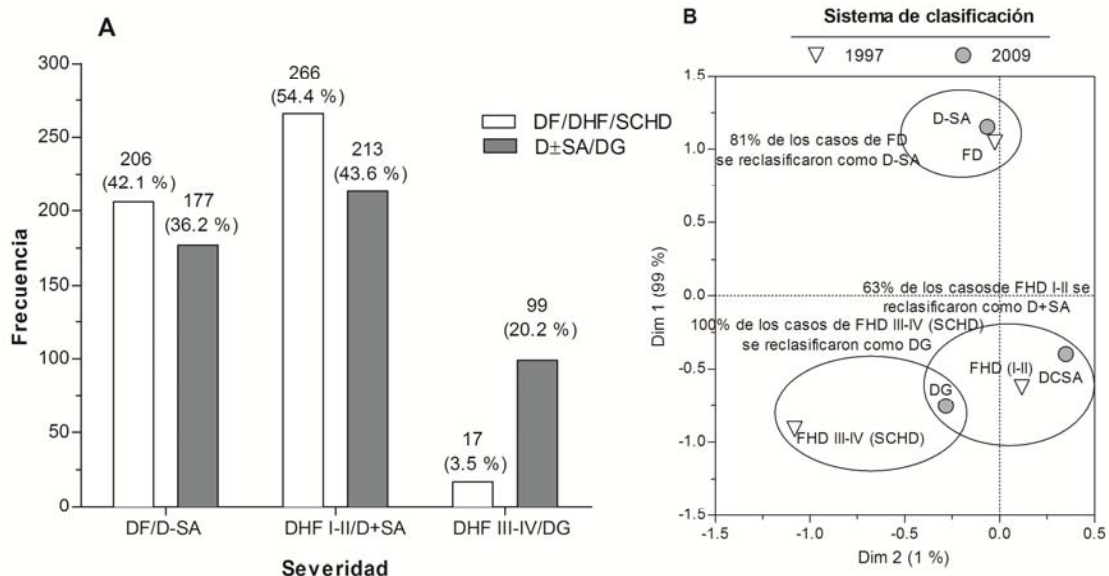 A
300
250
200
150
100
50
0
Frecuencia
206
(42.1 %)
177
(36.2 %)
266
(54.4 %)
213
(43.6 %)
17
(3.5 %)
99
(20.2 %)
DF/DHF/SCHD
D±SA/DG
DF/D-SA
DHF I-II/D+SA
DHF III-IV/DG
Severidad
B
Sistema de clasificación
1997
2009
1.5
1.0
0.5
0.0
-0.5
-1.0
-1.5
Dim 1 (99 %)
D-SA
FD
81% de los casos de FD
se reclasificaron como D-SA
63% de los casosde FHD I-II se
reclasificaron como D+SA
100% de los casos de FHD III-IV (SCHD)
se reclasificaron como DG
FHD (I-II)
DCSA
DG
FHD III-IV (SCHD)
-1.5
-1.0
-0.5
0.0
0.5
Dim 2 (1 %)